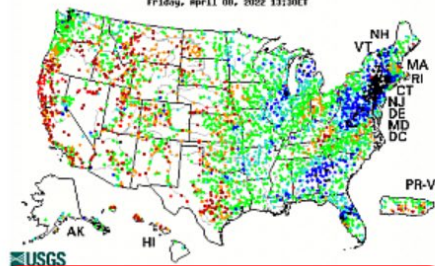 Friday, April 08, 2022 13:30ET
NH
VT
MA
RI
CT
NJ
DE
MD
DC
PR-V
AK
HI
USGS